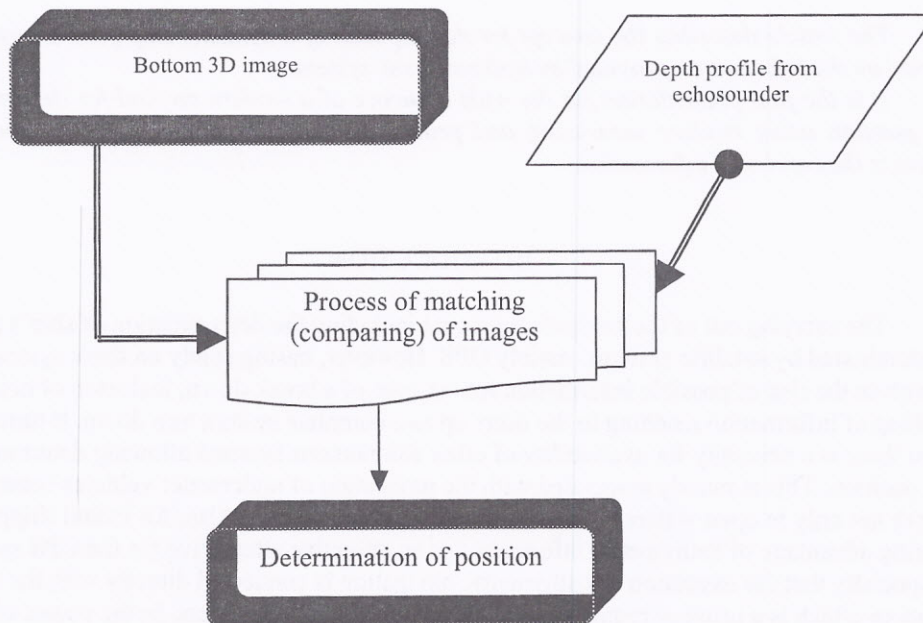 Bottom 3D image
Depth profile from
echosounder
Process of matching
(comparing) of images
Determination of position